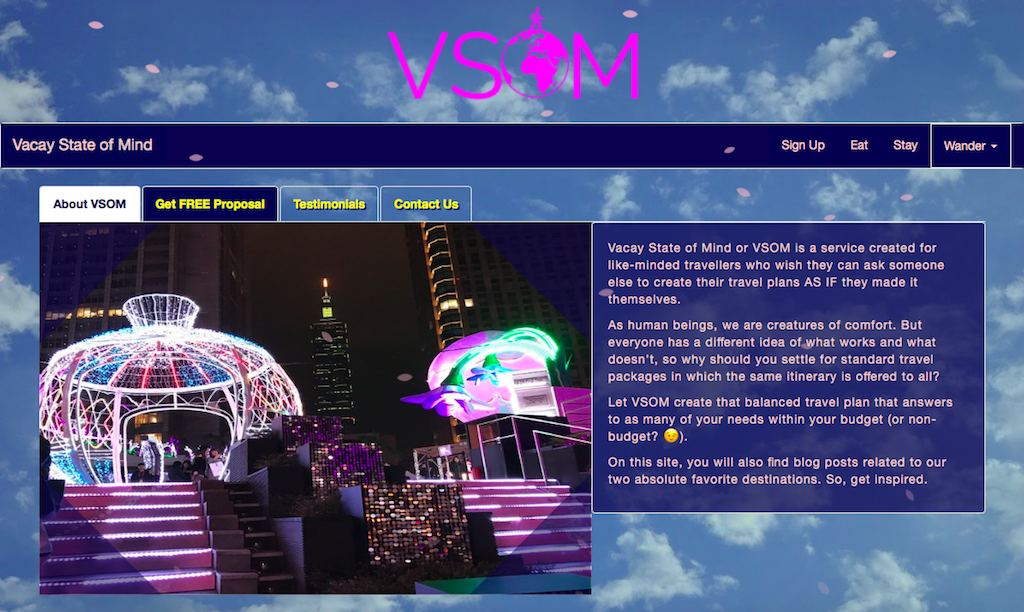 VSOM
Vacay State of Mind
Sign Up
Eat
Stay
Wander
About VSOM
Get FREE Proposal
Testimonials
Contact Us
Vacay State of Mind or VSOM is a service created for
like-minded travellers who wish they can ask someone
else to create their travel plans AS IF they made it
themselves.
As human beings, we are creatures of comfort. But
everyone has a different idea of what works and what
doesn't, so why should you settle for standard travel
packages in which the same itinerary is offered to all?
Let VSOM create that balanced travel plan that answers
to as many of your needs within your budget (or non-
budget? 😉).
On this site, you will also find blog posts related to our
two absolute favorite destinations. So, get inspired.